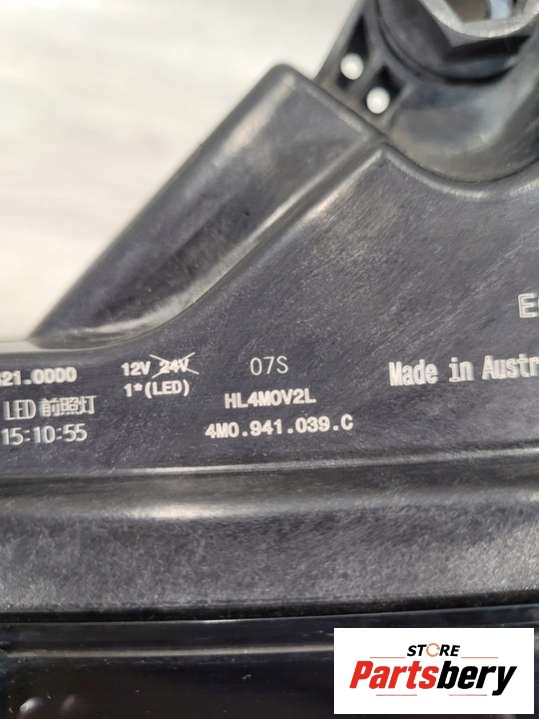 21.0000
12V 24V
1*(LED)
07S
LED 前照灯
HL4M0V2L
15:10:55
4M0.941.039.C
Made in Austr
STORE
Partsbery